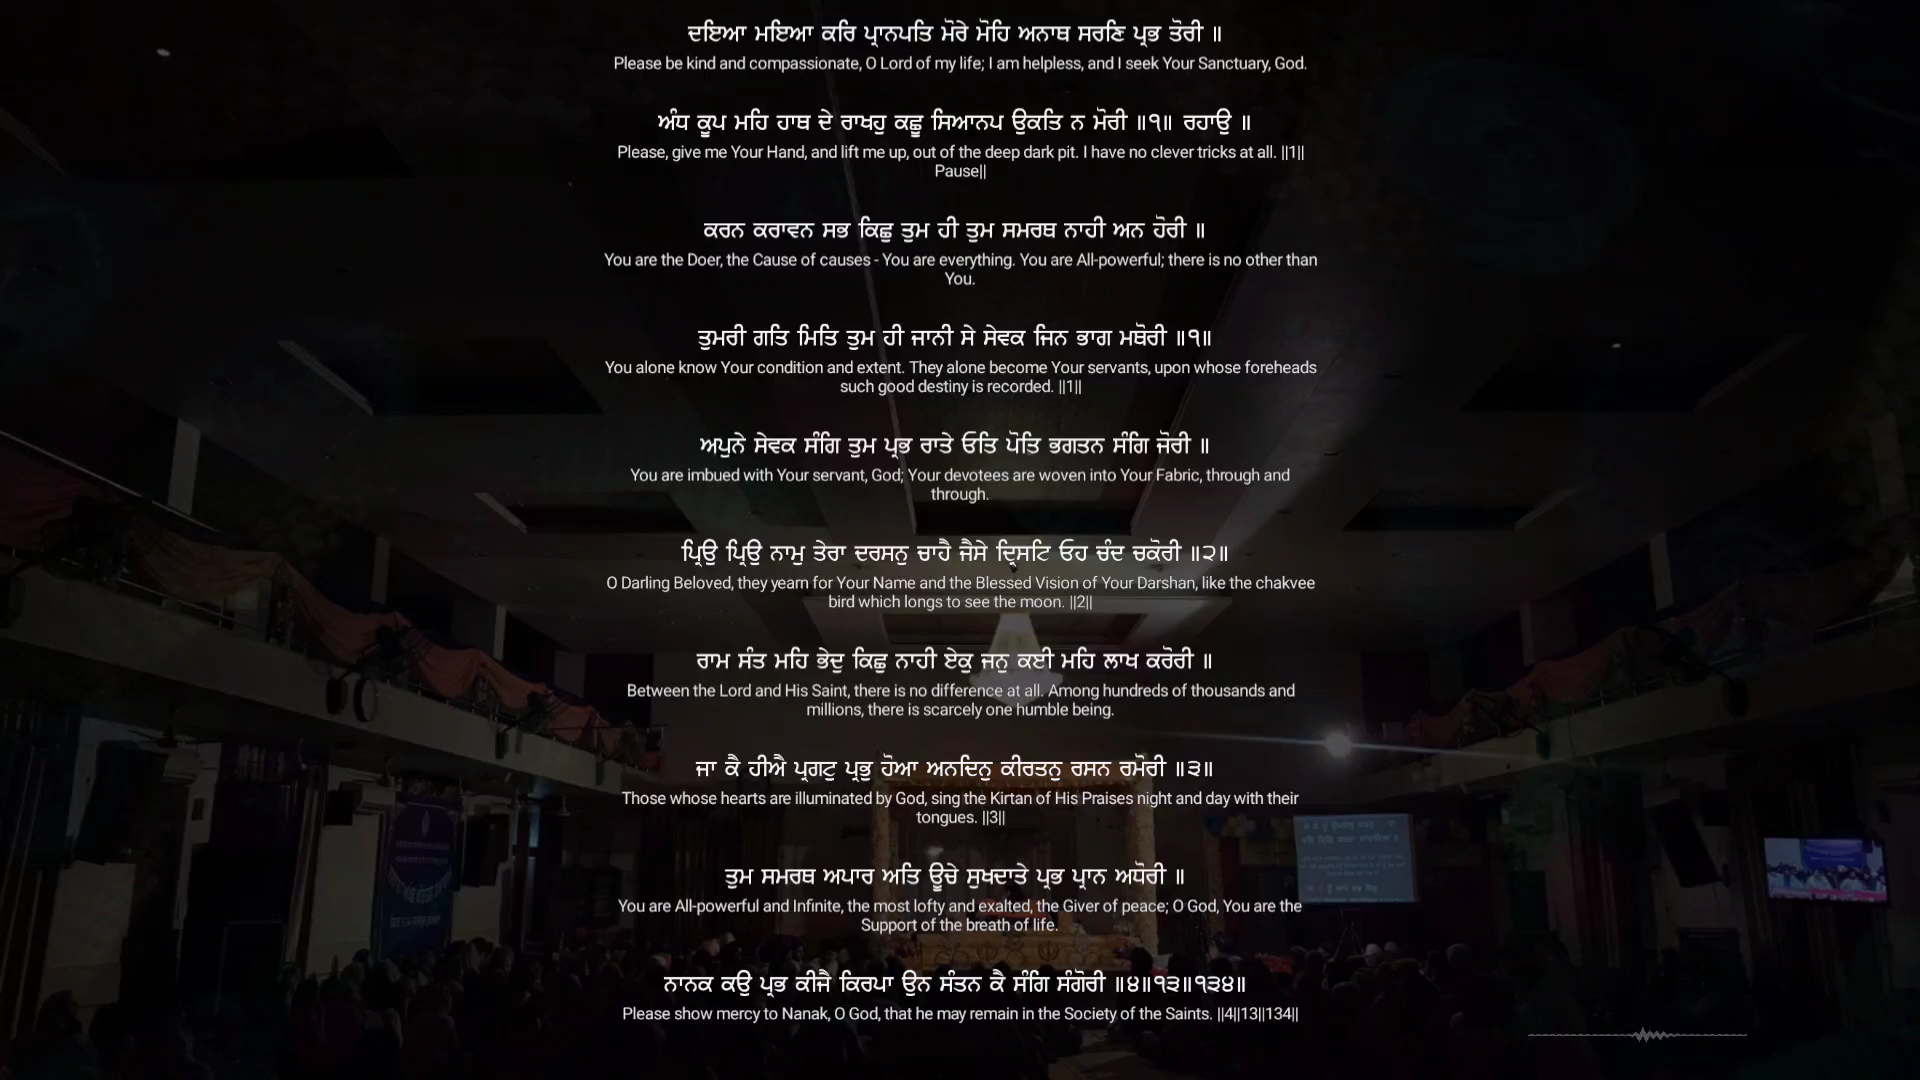 ਦਇਆ ਮਇਆ ਕਰਿ ਪ੍ਰਾਨਪਤਿ ਮੋਰੇ ਮੋਹਿ ਅਨਾਥ ਸਰਣਿ ਪ੍ਰਭ ਤੋਰੀ ॥
Please be kind and compassionate, O Lord of my life; I am helpless, and I seek Your Sanctuary, God.
ਅੰਧ ਕੂਪ ਮਹਿ ਹਾਥ ਦੇ ਰਾਖਹੁ ਕਛੂ ਸਿਆਨਪ ਉਕਤਿ ਨ ਮੋਰੀ ॥੧॥ ਰਹਾਉ ॥
Please, give me Your Hand, and lift me up, out of the deep dark pit. I have no clever tricks at all. ||1||
Pause||
ਕਰਨ ਕਰਾਵਨ ਸਭ ਕਿਛੁ ਤੁਮ ਹੀ ਤੁਮ ਸਮਰਥ ਨਾਹੀ ਅਨ ਹੋਰੀ ॥
You are the Doer, the Cause of causes - You are everything. You are All-powerful; there is no other than
You.
ਤੁਮਰੀ ਗਤਿ ਮਿਤਿ ਤੁਮ ਹੀ ਜਾਨੀ ਸੇ ਸੇਵਕ ਜਿਨ ਭਾਗ ਮਥੋਰੀ ॥੧॥
You alone know Your condition and extent. They alone become Your servants, upon whose foreheads
such good destiny is recorded. ||1||
ਅਪੁਨੇ ਸੇਵਕ ਸੰਗਿ ਤੁਮ ਪ੍ਰਭ ਰਾਤੇ ਓਤਿ ਪੋਤਿ ਭਗਤਨ ਸੰਗਿ ਜੋਰੀ ॥
You are imbued with Your servant, God; Your devotees are woven into Your Fabric, through and
through.
ਪ੍ਰਿਉ ਪ੍ਰਿਉ ਨਾਮੁ ਤੇਰਾ ਦਰਸਨੁ ਚਾਹੈ ਜੈਸੇ ਦ੍ਰਿਸਟਿ ਓਹ ਚੰਦ ਚਕੋਰੀ ॥੨॥
O Darling Beloved, they yearn for Your Name and the Blessed Vision of Your Darshan, like the chakvee
bird which longs to see the moon. ||2||
ਰਾਮ ਸੰਤ ਮਹਿ ਭੇਦੁ ਕਿਛੁ ਨਾਹੀ ਏਕੁ ਜਨੁ ਕਈ ਮਹਿ ਲਾਖ ਕਰੋਰੀ ॥
Between the Lord and His Saint, there is no difference at all. Among hundreds of thousands and
millions, there is scarcely one humble being.
ਜਾ ਕੈ ਹੀਐ ਪ੍ਰਗਟੁ ਪ੍ਰਭੁ ਹੋਆ ਅਨਦਿਨੁ ਕੀਰਤਨੁ ਰਸਨ ਰਮੋਰੀ ॥੩॥
Those whose hearts are illuminated by God, sing the Kirtan of His Praises night and day with their
tongues. ||3||
ਤੁਮ ਸਮਰਥ ਅਪਾਰ ਅਤਿ ਊਚੇ ਸੁਖਦਾਤੇ ਪ੍ਰਭ ਪ੍ਰਾਨ ਅਧੋਰੀ ॥
You are All-powerful and Infinite, the most lofty and exalted, the Giver of peace; O God, You are the
Support of the breath of life.
ਨਾਨਕ ਕਉ ਪ੍ਰਭ ਕੀਜੈ ਕਿਰਪਾ ਉਨ ਸੰਤਨ ਕੈ ਸੰਗਿ ਸੰਗੋਰੀ ॥੪॥੧੩॥੧੩੪॥
Please show mercy to Nanak, O God, that he may remain in the Society of the Saints. ||4||13||134||